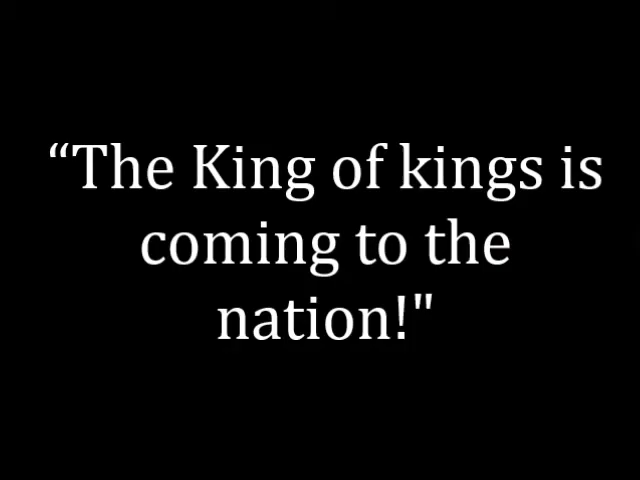 “The King of kings is
coming to the
nation!"